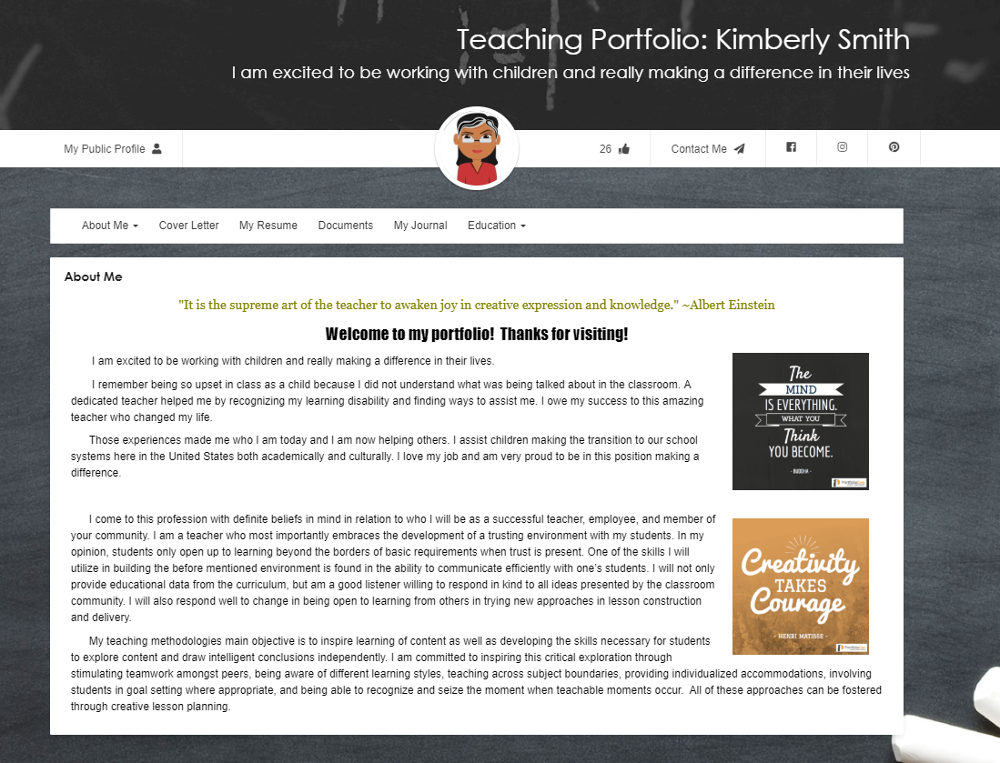 Teaching Portfolio: Kimberly Smith
I am excited to be working with children and really making a difference in their lives
My Public Profile
26
Contact Me
About Me
Cover Letter
My Resume
Documents
My Journal
Education
About Me
"It is the supreme art of the teacher to awaken joy in creative expression and knowledge." ~Albert Einstein
Welcome to my portfolio! Thanks for visiting!
I am excited to be working with children and really making a difference in their lives.
I remember being so upset in class as a child because I did not understand what was being talked about in the classroom. A
dedicated teacher helped me by recognizing my learning disability and finding ways to assist me. I owe my success to this amazing
teacher who changed my life.
Those experiences made me who I am today and I am now helping others. I assist children making the transition to our school
systems here in the United States both academically and culturally. I love my job and am very proud to be in this position making a
difference.
The
MIND
IS EVERYTHING.
WHAT YOU
Think
YOU BECOME.
- BUDDHA -
I come to this profession with definite beliefs in mind in relation to who I will be as a successful teacher, employee, and member of
your community. I am a teacher who most importantly embraces the development of a trusting environment with my students. In my
opinion, students only open up to learning beyond the borders of basic requirements when trust is present. One of the skills I will
utilize in building the before mentioned environment is found in the ability to communicate efficiently with one's students. I will not only
provide educational data from the curriculum, but am a good listener willing to respond in kind to all ideas presented by the classroom
community. I will also respond well to change in being open to learning from others in trying new approaches in lesson construction
and delivery.
Creativity
TAKES
Courage
- HENRI MATISSE -
My teaching methodologies main objective is to inspire learning of content as well as developing the skills necessary for students
to explore content and draw intelligent conclusions independently. I am committed to inspiring this critical exploration through
stimulating teamwork amongst peers, being aware of different learning styles, teaching across subject boundaries, providing individualized accommodations, involving
students in goal setting where appropriate, and being able to recognize and seize the moment when teachable moments occur. All of these approaches can be fostered
through creative lesson planning.